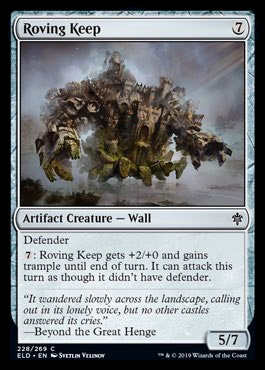 Roving Keep 7
Artifact Creature — Wall
Defender
7: Roving Keep gets +2/+0 and gains
trample until end of turn. It can attack
this turn as though it didn't have defender.
“It wandered slowly across the landscape, calling
out in its lonely voice, but no other castles
answered its cries.”
—Beyond the Great Henge
5/7
228/269 C
ELD • EN Svetlin Velinov ™ & © 2019 Wizards of the Coast